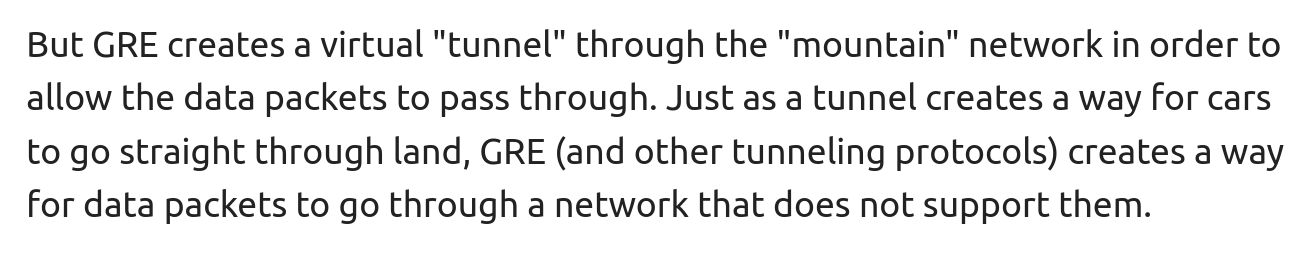 But GRE creates a virtual "tunnel" through the "mountain" network in order to
allow the data packets to pass through. Just as a tunnel creates a way for cars
to go straight through land, GRE (and other tunneling protocols) creates a way
for data packets to go through a network that does not support them.